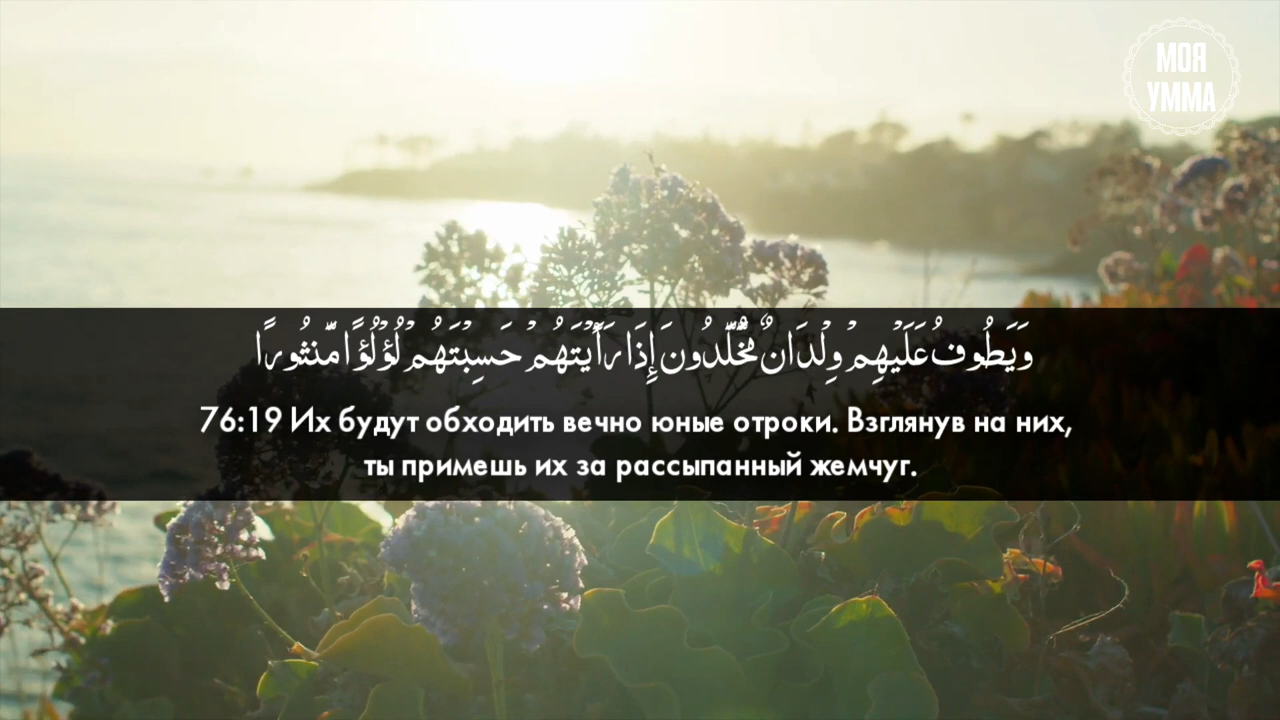 МОЯ
УММА
وَيَطُوفُ عَلَيْهِمْ وِلْدَانٌ مُّخَلَّدُونَ إِذَا رَأَيْتَهُمْ حَسِبْتَهُمْ لُؤْلُؤًا مَّنثُورًا
76:19 Их будут обходить вечно юные отроки. Взглянув на них,
ты примешь их за рассыпанный жемчуг.